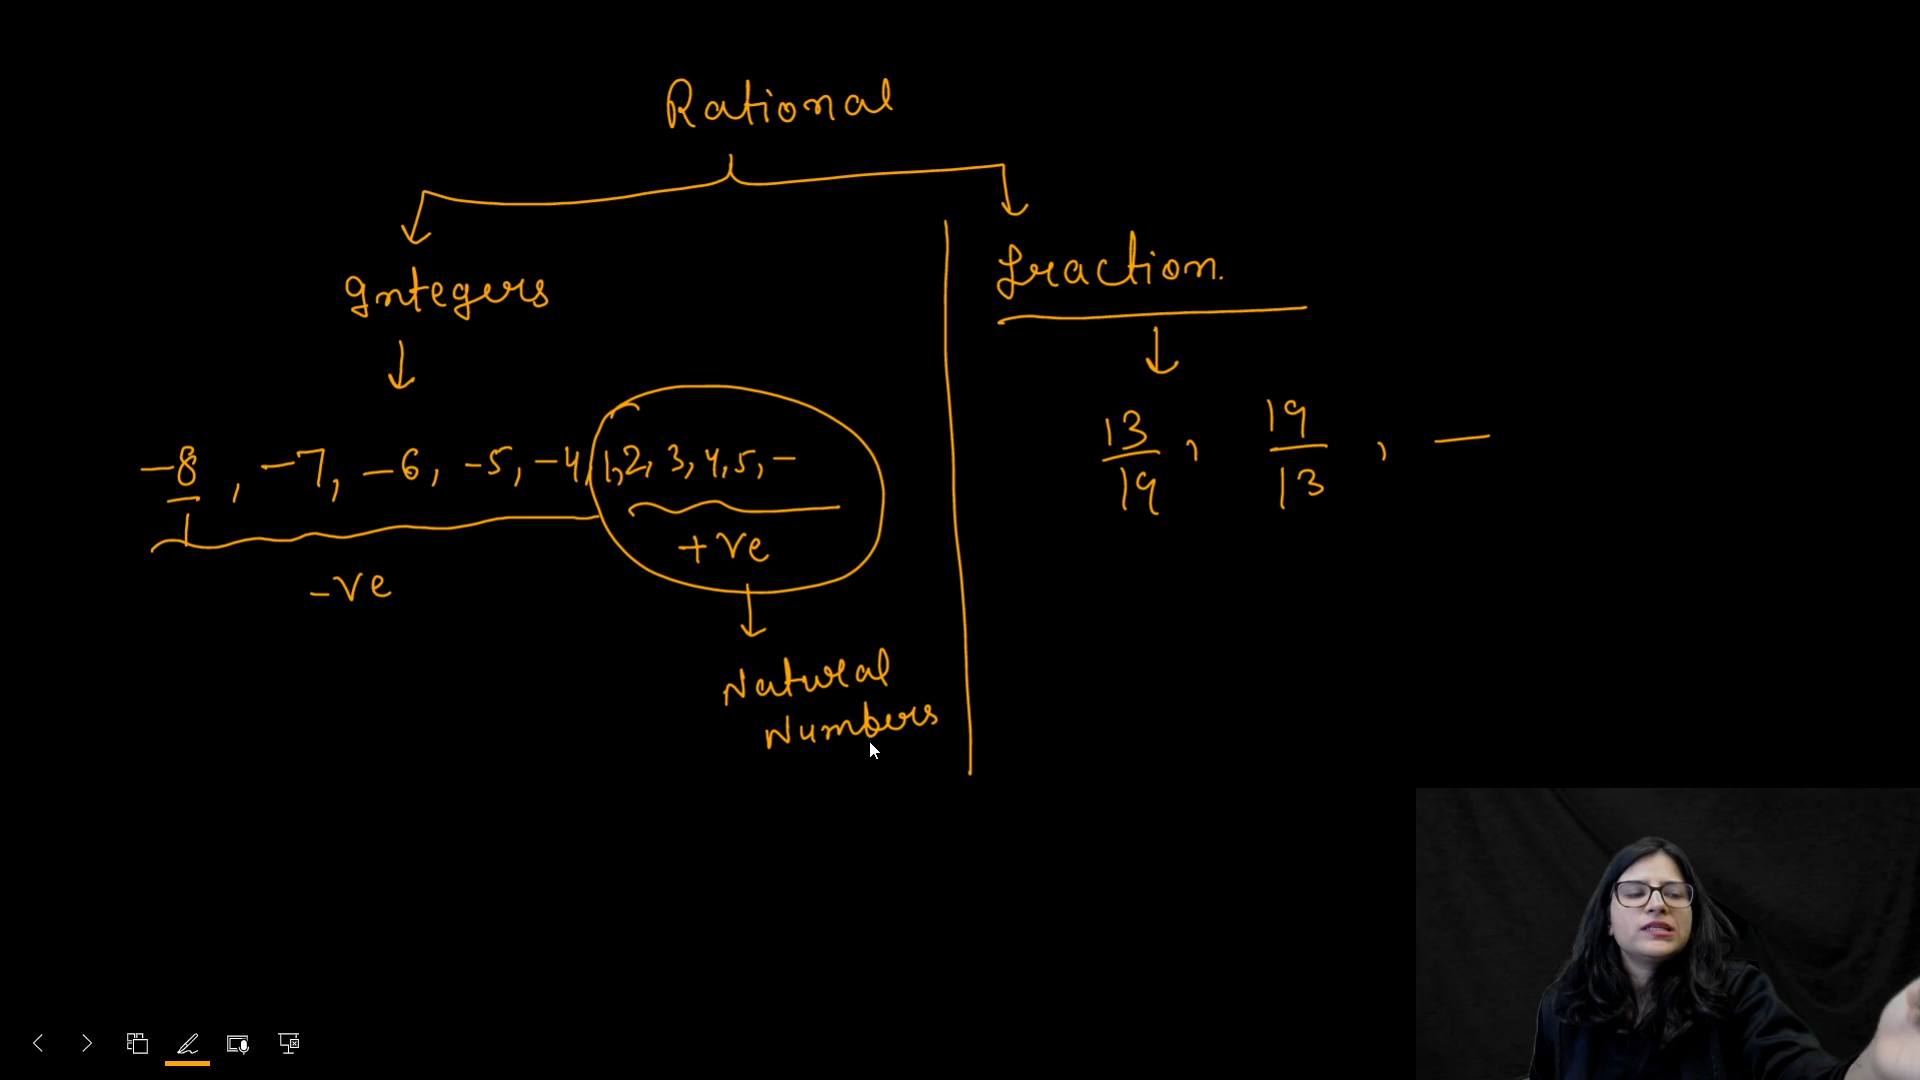 Rational
Integers
fraction.
-8, -7, -6, -5, -4, 1, 2, 3, 4, 5, -
13/19, 19/13, —
-ve
+ve
Natural
Numbers